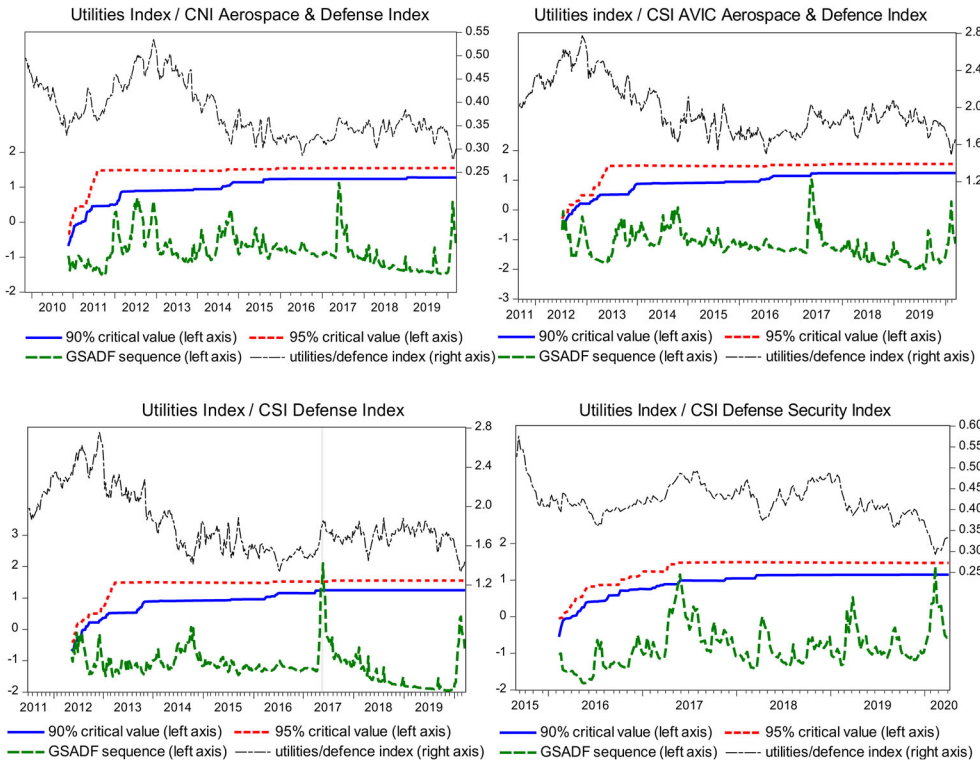 Utilities Index / CNI Aerospace & Defense Index
0.55
0.50
0.45
0.40
0.35
0.30
0.25
2
1
0
-1
-2
2010 2011 2012 2013 2014 2015 2016 2017 2018 2019
90% critical value (left axis) 95% critical value (left axis)
GSADF sequence (left axis) utilities/defence index (right axis)
Utilities index / CSI AVIC Aerospace & Defence Index
2.8
2.4
2.0
1.6
1.2
2
1
0
-1
-2
-3
2011 2012 2013 2014 2015 2016 2017 2018 2019
90% critical value (left axis) 95% critical value (left axis)
GSADF sequence (left axis) utilities/defence index (right axis)
Utilities Index / CSI Defense Index
2.8
2.4
2.0
1.6
1.2
3
2
1
0
-1
-2
2011 2012 2013 2014 2015 2016 2017 2018 2019
90% critical value (left axis) 95% critical value (left axis)
GSADF sequence (left axis) utilities/defence index (right axis)
Utilities Index / CSI Defense Security Index
0.60
0.50
0.45
0.40
0.35
0.30
0.25
2
1
0
-1
-2
2015 2016 2017 2018 2019 2020
90% critical value (left axis) 95% critical value (left axis)
GSADF sequence (left axis) utilities/defence index (right axis)